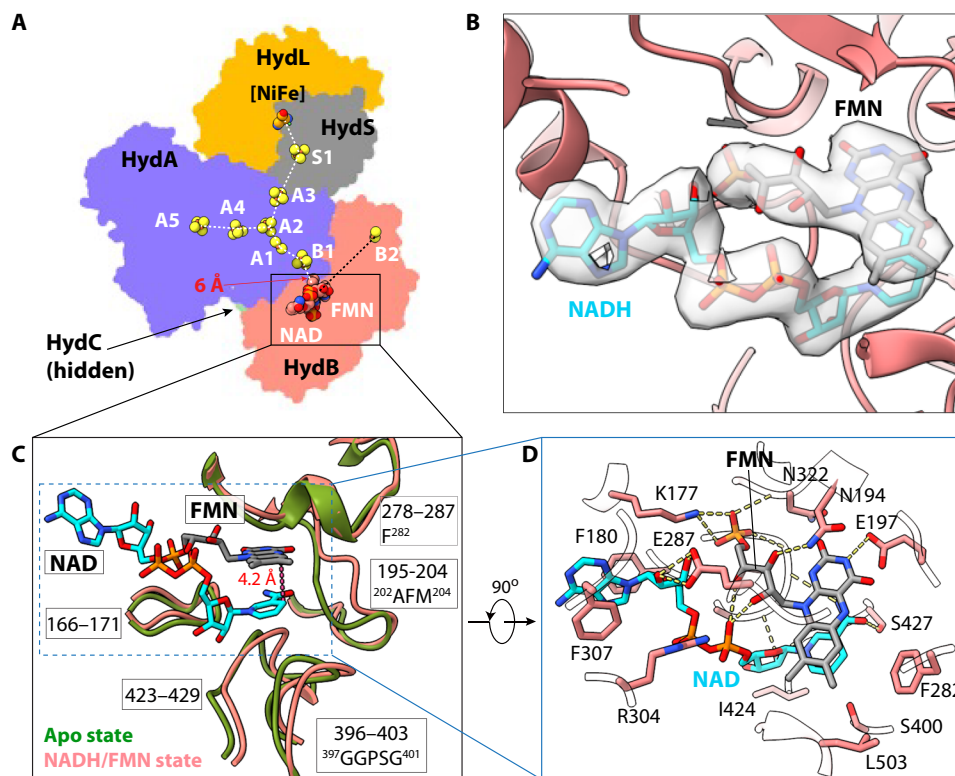 A
HydL
[NiFe]
HydS
HydA
S1
A3
A5
A4
A2
A1
B1
B2
6 Å
FMN
NAD
HydC
(hidden)
HydB
B
FMN
NADH
C
FMN
NAD
4.2 Å
278–287
F²⁸²
195-204
²⁰²AFM²⁰⁴
166–171
423–429
396–403
³⁹⁷GGPSG⁴⁰¹
Apo state
NADH/FMN state
90°
D
FMN
N322
K177
N194
F180
E287
E197
S427
F307
NAD
F282
R304
I424
S400
L503